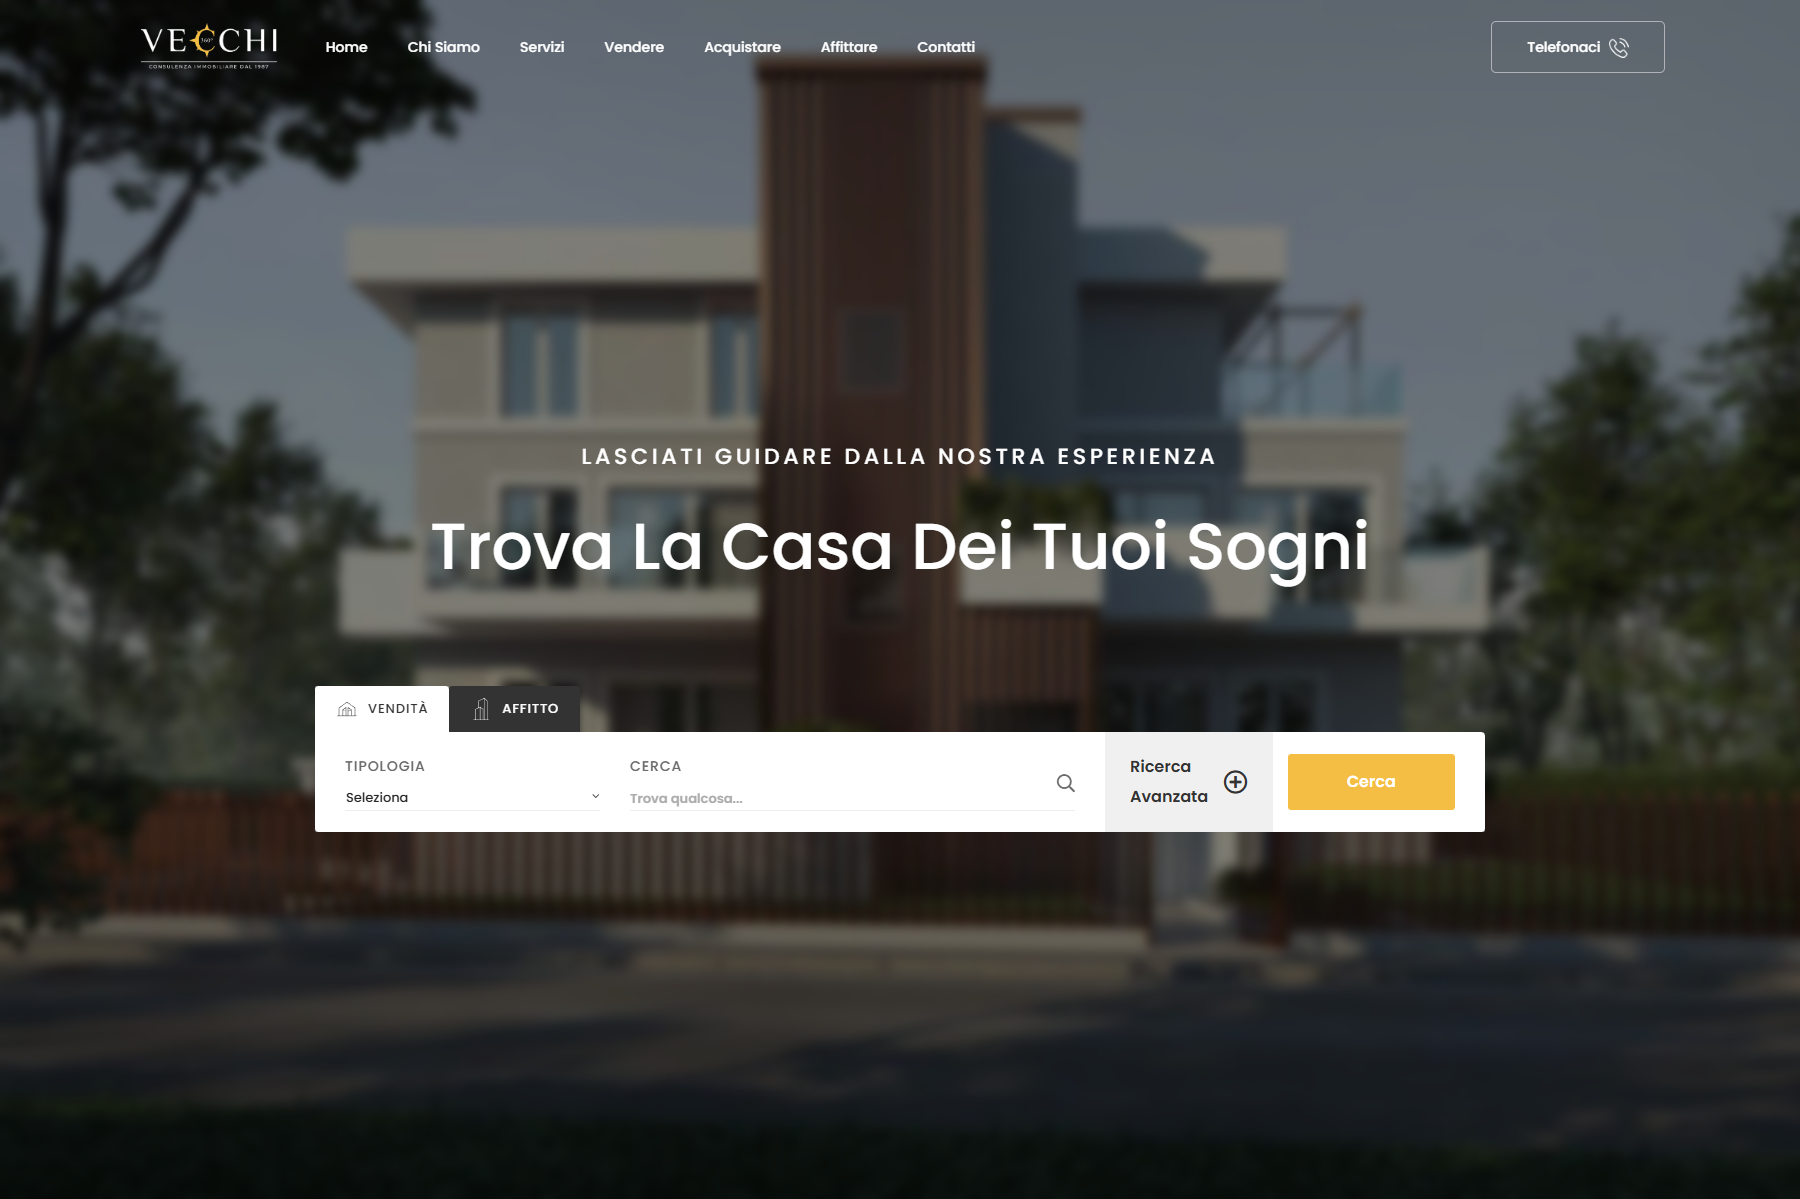 VECCHI
360°
CONSULENZA IMMOBILIARE DAL 1987
Home
Chi Siamo
Servizi
Vendere
Acquistare
Affittare
Contatti
Telefonaci
LASCIATI GUIDARE DALLA NOSTRA ESPERIENZA
Trova La Casa Dei Tuoi Sogni
VENDITÀ
AFFITTO
TIPOLOGIA
Seleziona
CERCA
Trova qualcosa...
Ricerca
Avanzata
Cerca